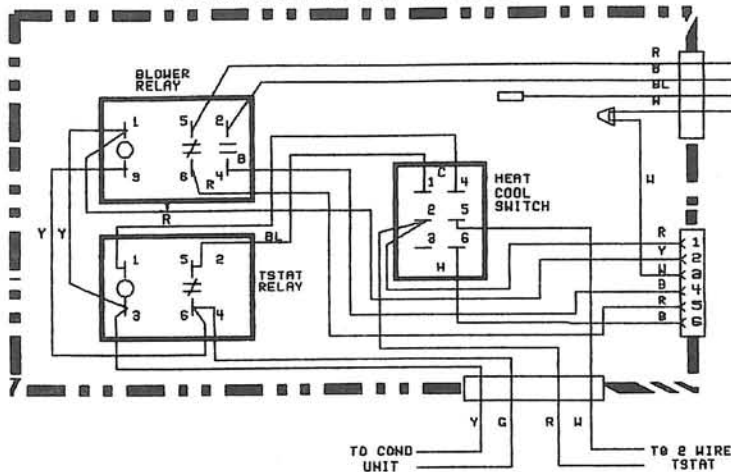 R
B
BL
W
BLOWER
RELAY
1
5
2
B
9
6
4
R
Y
R
BL
1
5
2
3
6
4
TSTAT
RELAY
Y
Y
C
1
4
2
5
3
6
W
HEAT
COOL
SWITCH
W
R
1
Y
2
W
3
B
4
R
5
B
6
Y
G
R
W
TO COND
UNIT
TO 2 WIRE
TSTAT